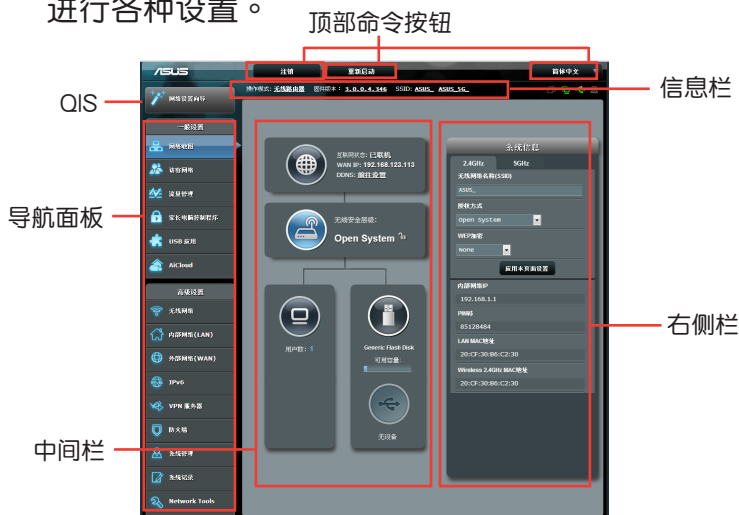 进行各种设置。
顶部命令按钮
QIS
导航面板
中间栏
信息栏
右侧栏
ASUS
注销
重新启动
简体中文
操作模式: 无线路由器 固件版本: 3.0.0.4.346 SSID: ASUS_ ASUS_5G_
网络设置向导
一般设置
网络地图
访客网络
流量管理
家长电脑控制程序
USB 应用
AiCloud
高级设置
无线网络
内部网络(LAN)
外部网络(WAN)
IPv6
VPN 服务器
防火墙
系统管理
系统记录
Network Tools
互联网状态: 已联机
WAN IP: 192.168.123.113
DDNS: 前往设置
无线安全层级:
Open System
用户数: 1
Generic Flash Disk
可用容量:
无设备
系统信息
2.4GHz 5GHz
无线网络名称(SSID)
ASUS_
授权方式
Open System
WEP加密
None
应用本页面设置
内部网络IP
192.168.1.1
PIN码
85128484
LAN MAC地址
20:CF:30:B6:C2:30
Wireless 2.4GHz MAC地址
20:CF:30:B6:C2:30